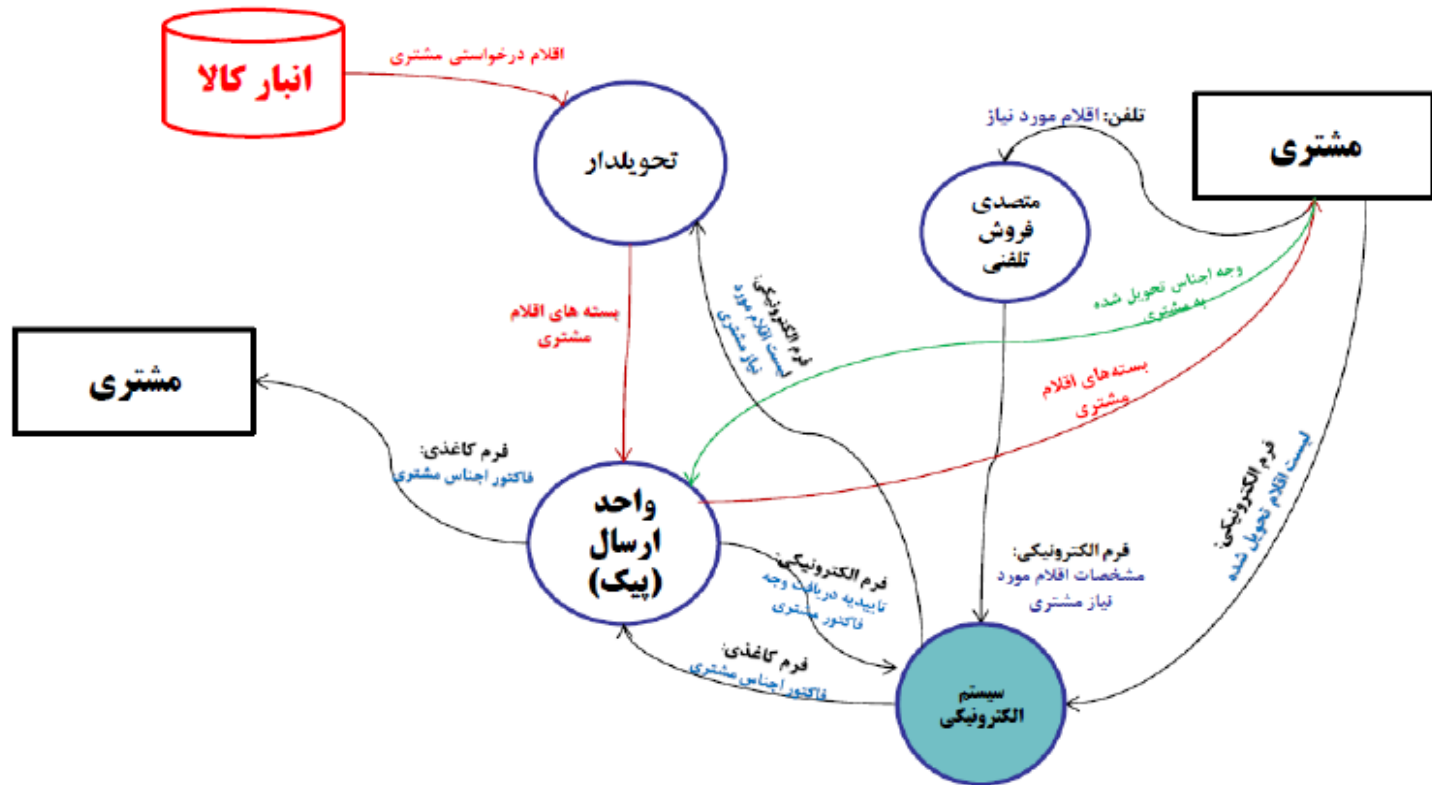 انبار کالا
اقلام درخواستی مشتری
تحویلدار
تلفن: اقلام مورد نیاز
مشتری
متصدی
فروش
تلفنی
بسته های اقلام
مشتری
فرم الکترونیکی:
لیست اقلام مورد
نیاز مشتری
وجه اجناس تحویل شده
به مشتری
بسته‌های اقلام
مشتری
مشتری
فرم کاغذی:
فاکتور اجناس مشتری
واحد
ارسال
(پیک)
فرم الکترونیکی:
تاییدیه دریافت وجه
فاکتور مشتری
فرم الکترونیکی:
مشخصات اقلام مورد
نیاز مشتری
فرم الکترونیکی:
لیست اقلام تحویل شده
فرم کاغذی:
فاکتور اجناس مشتری
سیستم
الکترونیکی